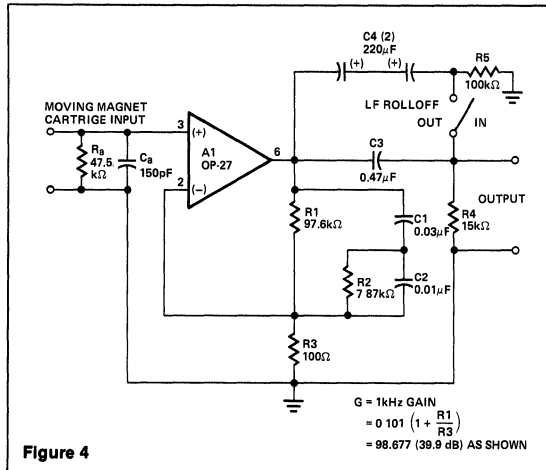 C4 (2)
220μF
(+) (+)
R5
100kΩ
LF ROLLOFF
OUT IN
MOVING MAGNET
CARTRIGE INPUT
Ra
47.5
kΩ
Ca
150pF
3
(+)
A1
OP-27
6
2
(−)
C3
0.47μF
OUTPUT
R1
97.6kΩ
C1
0.03μF
R4
15kΩ
R2
7 87kΩ
C2
0.01μF
R3
100Ω
G = 1kHz GAIN
= 0 101 (1 + R1/R3)
= 98.677 (39.9 dB) AS SHOWN
Figure 4